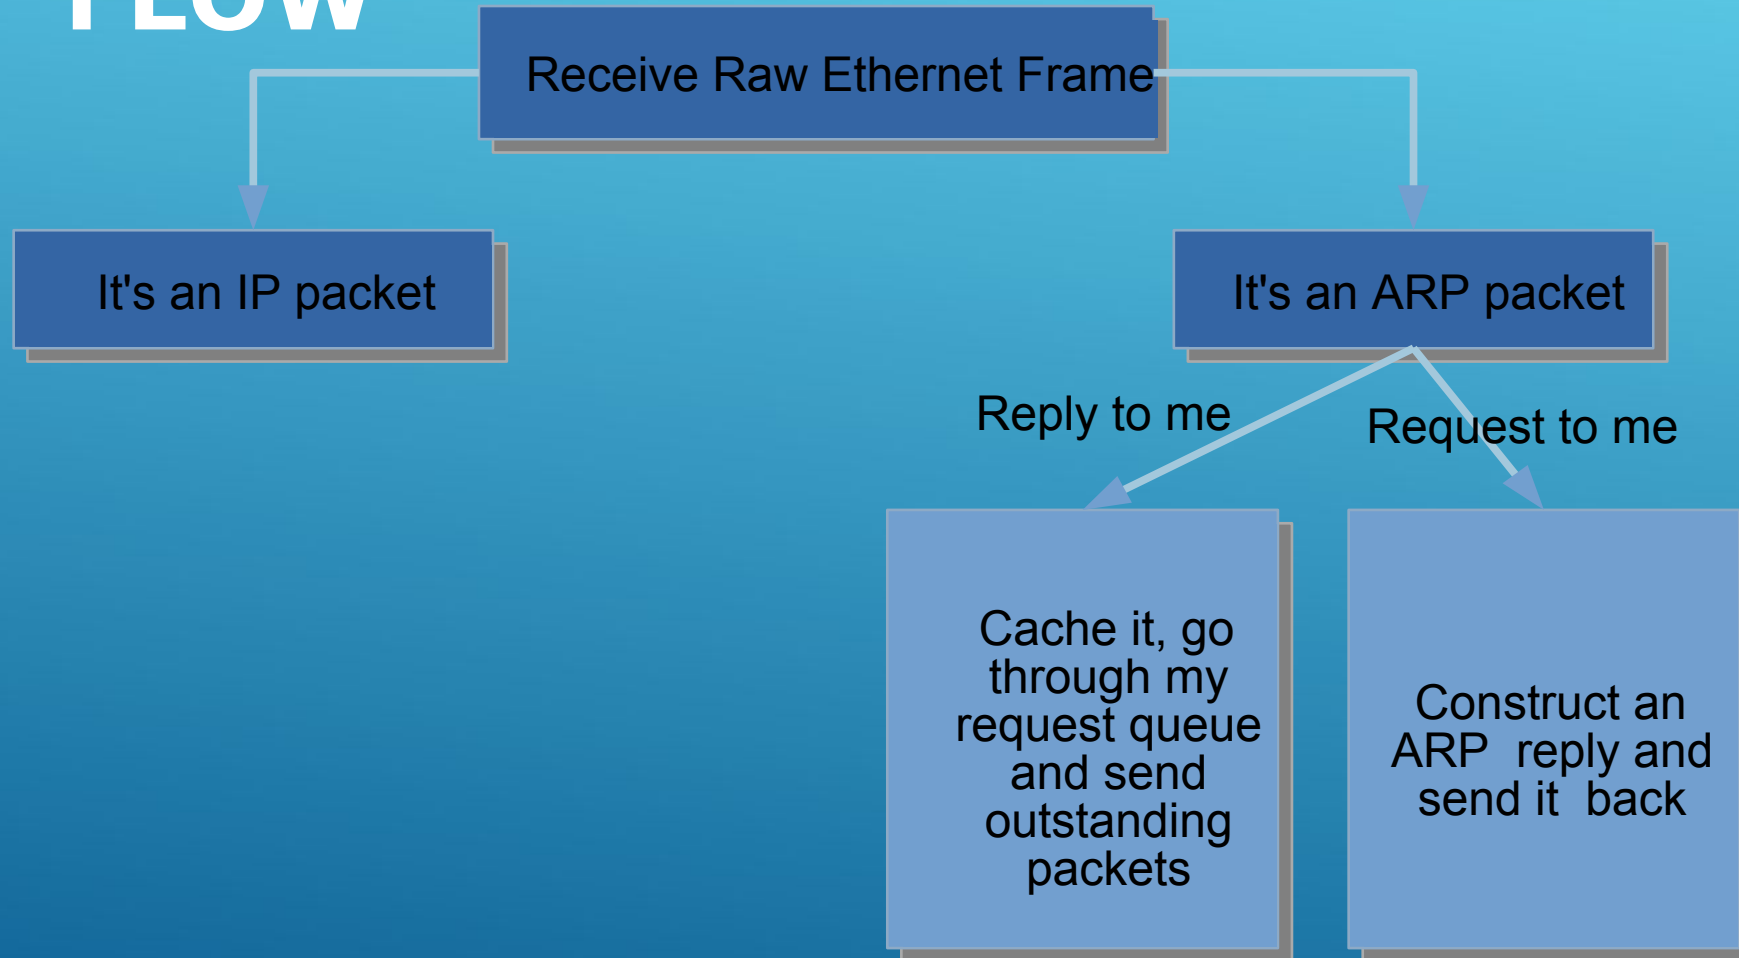 FLOW
Receive Raw Ethernet Frame
It's an IP packet
It's an ARP packet
Reply to me
Request to me
Cache it, go
through my
request queue
and send
outstanding
packets
Construct an
ARP  reply and
send it  back